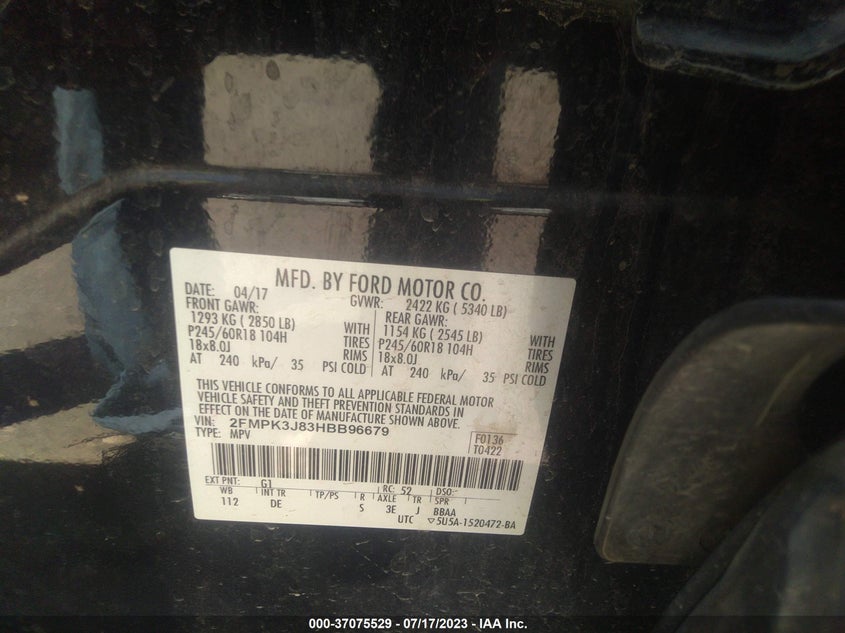 MFD. BY FORD MOTOR CO.
DATE: 04/17 GVWR: 2422 KG ( 5340 LB)
FRONT GAWR: REAR GAWR:
1293 KG ( 2850 LB) WITH 1154 KG ( 2545 LB) WITH
P245/60R18 104H TIRES P245/60R18 104H TIRES
18x8.0J RIMS 18x8.0J RIMS
AT 240 kPa/ 35 PSI COLD AT 240 kPa/ 35 PSI COLD
THIS VEHICLE CONFORMS TO ALL APPLICABLE FEDERAL MOTOR
VEHICLE SAFETY AND THEFT PREVENTION STANDARDS IN
EFFECT ON THE DATE OF MANUFACTURE SHOWN ABOVE.
VIN: 2FMPK3J83HBB96679
TYPE: MPV F0136
T0422
EXT PNT: G1 RC: 52 DSO:
WB INT TR TP/PS R AXLE TR SPR
112 DE S 3E J BBAA
UTC ▽5U5A-1520472-BA
000-37075529 - 07/17/2023 - IAA Inc.